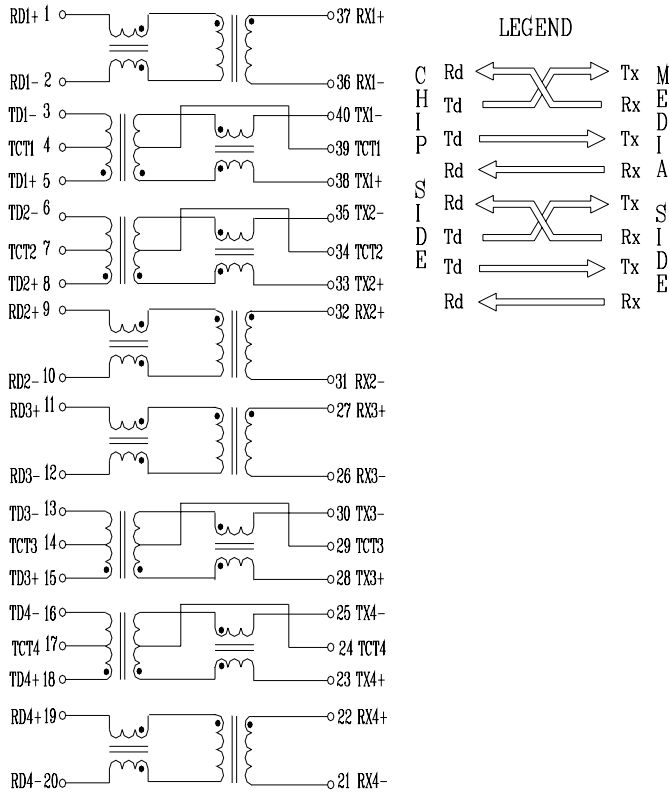 RD1+ 1 37 RX1+
RD1- 2 36 RX1-
TD1- 3 40 TX1-
TCT1 4 39 TCT1
TD1+ 5 38 TX1+
TD2- 6 35 TX2-
TCT2 7 34 TCT2
TD2+ 8 33 TX2+
RD2+ 9 32 RX2+
RD2- 10 31 RX2-
RD3+ 11 27 RX3+
RD3- 12 26 RX3-
TD3- 13 30 TX3-
TCT3 14 29 TCT3
TD3+ 15 28 TX3+
TD4- 16 25 TX4-
TCT4 17 24 TCT4
TD4+ 18 23 TX4+
RD4+ 19 22 RX4+
RD4- 20 21 RX4-
LEGEND
CHIP SIDE
Rd Tx
Td Rx
Td Tx
Rd Rx
Rd Tx
Td Rx
Td Tx
Rd Rx
MEDIA SIDE